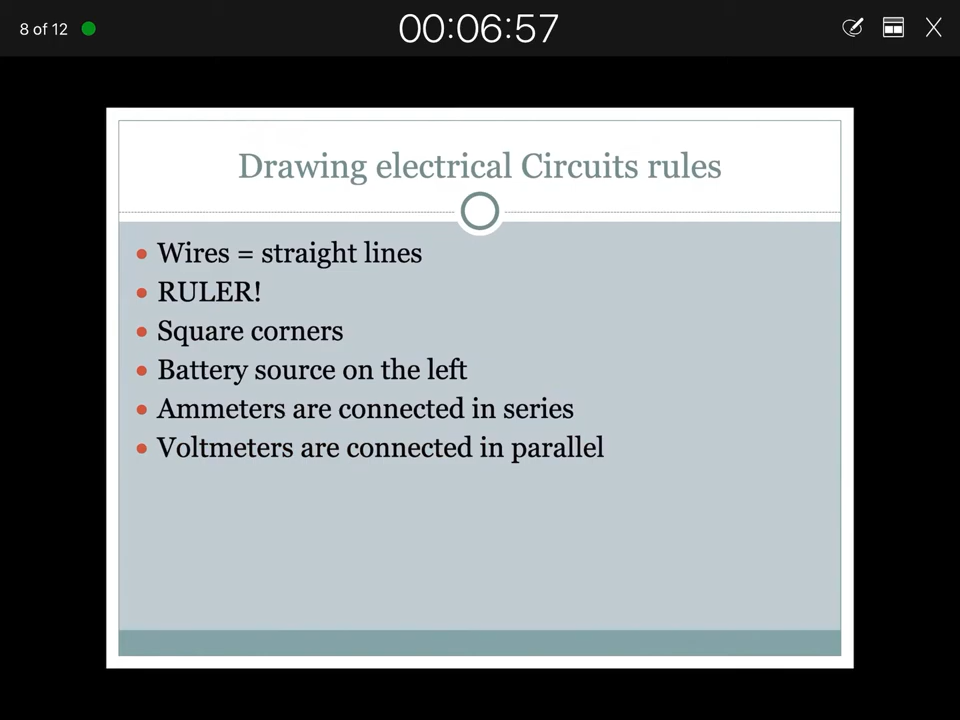 8 of 12
00:06:57
Drawing electrical Circuits rules
Wires = straight lines
RULER!
Square corners
Battery source on the left
Ammeters are connected in series
Voltmeters are connected in parallel